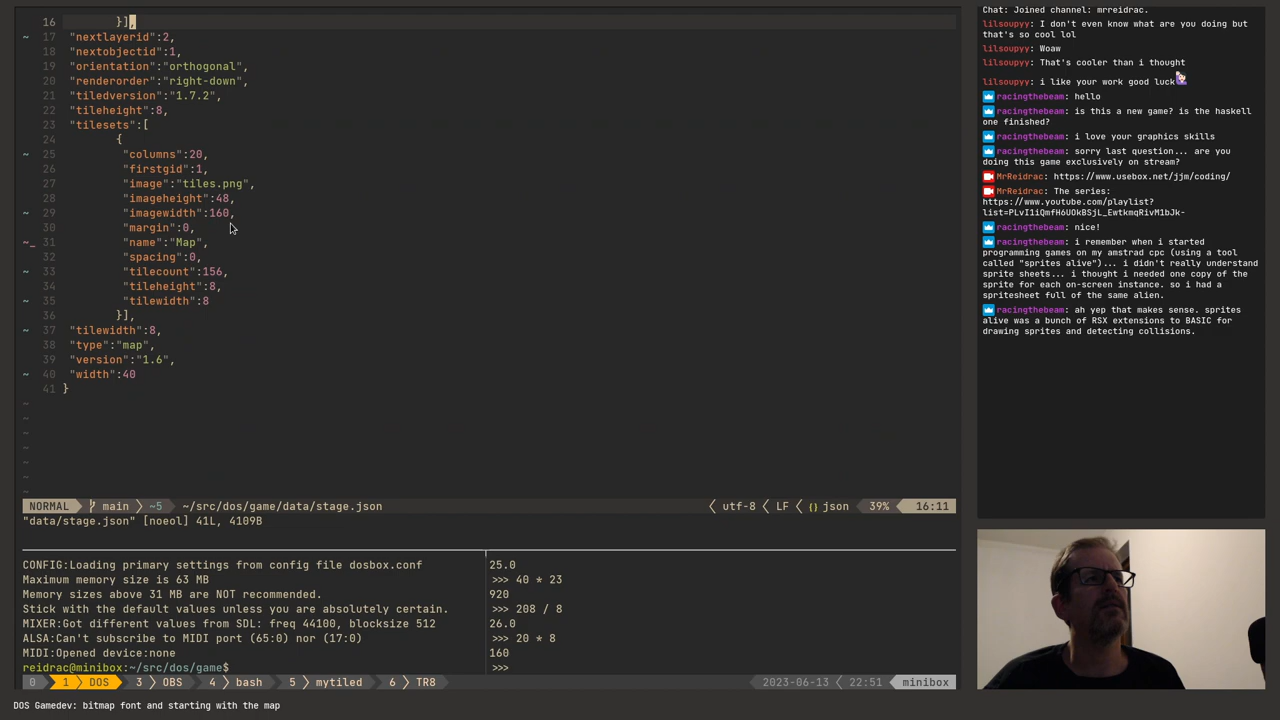 16         }],
~ 17 "nextlayerid":2,
18 "nextobjectid":1,
19 "orientation":"orthogonal",
20 "renderorder":"right-down",
21 "tiledversion":"1.7.2",
22 "tileheight":8,
23 "tilesets":[
24         {
~ 25          "columns":20,
26          "firstgid":1,
27          "image":"tiles.png",
28          "imageheight":48,
~ 29          "imagewidth":160,
30          "margin":0,
~_ 31          "name":"Map",
32          "spacing":0,
~ 33          "tilecount":156,
~ 34          "tileheight":8,
~ 35          "tilewidth":8
36         }],
~ 37 "tilewidth":8,
38 "type":"map",
39 "version":"1.6",
~ 40 "width":40
41 }
~
~
~
~
~
~
~
NORMAL main ~5 ~/src/dos/game/data/stage.json utf-8 LF {} json 39% 16:11
"data/stage.json" [noeol] 41L, 4109B
CONFIG:Loading primary settings from config file dosbox.conf
Maximum memory size is 63 MB
Memory sizes above 31 MB are NOT recommended.
Stick with the default values unless you are absolutely certain.
MIXER:Got different values from SDL: freq 44100, blocksize 512
ALSA:Can't subscribe to MIDI port (65:0) nor (17:0)
MIDI:Opened device:none
reidrac@minibox:~/src/dos/game$
25.0
>>> 40 * 23
920
>>> 208 / 8
26.0
>>> 20 * 8
160
>>>
0 1 DOS 3 OBS 4 bash 5 mytiled 6 TR8 2023-06-13 22:51 minibox
DOS Gamedev: bitmap font and starting with the map
Chat: Joined channel: mrreidrac.
lilsoupyy: I don't even know what are you doing but
that's so cool lol
lilsoupyy: Woaw
lilsoupyy: That's cooler than i thought
lilsoupyy: i like your work good luck
racingthebeam: hello
racingthebeam: is this a new game? is the haskell
one finished?
racingthebeam: i love your graphics skills
racingthebeam: sorry last question... are you
doing this game exclusively on stream?
MrReidrac: https://www.usebox.net/jjm/coding/
MrReidrac: The series:
https://www.youtube.com/playlist?
list=PLvI1iQmfH6UOkBSjL_EwtkmqRivM1bJk-
racingthebeam: nice!
racingthebeam: i remember when i started
programming games on my amstrad cpc (using a tool
called "sprites alive")... i didn't really understand
sprite sheets... i thought i needed one copy of the
sprite for each on-screen instance. so i had a
spritesheet full of the same alien.
racingthebeam: ah yep that makes sense. sprites
alive was a bunch of RSX extensions to BASIC for
drawing sprites and detecting collisions.